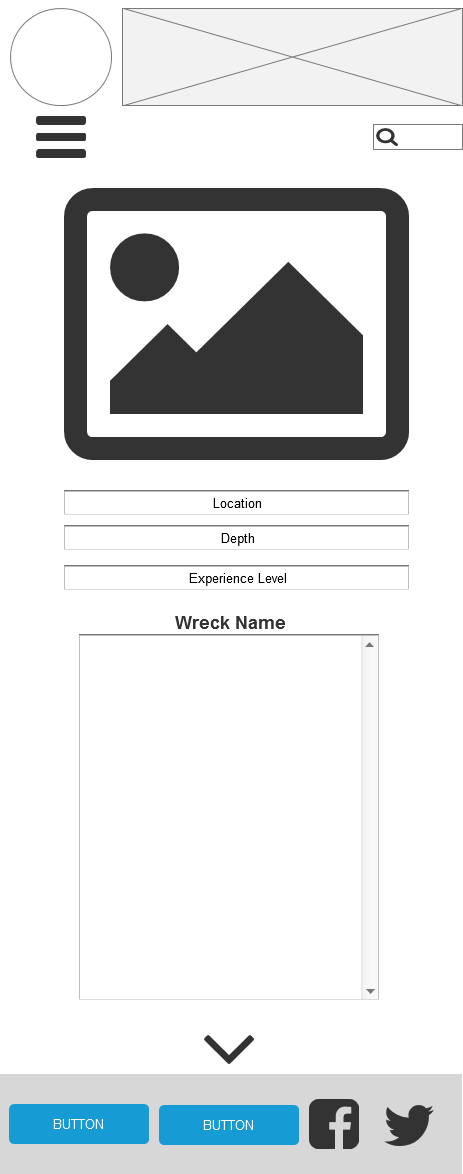 Location
Depth
Experience Level
Wreck Name
BUTTON
BUTTON